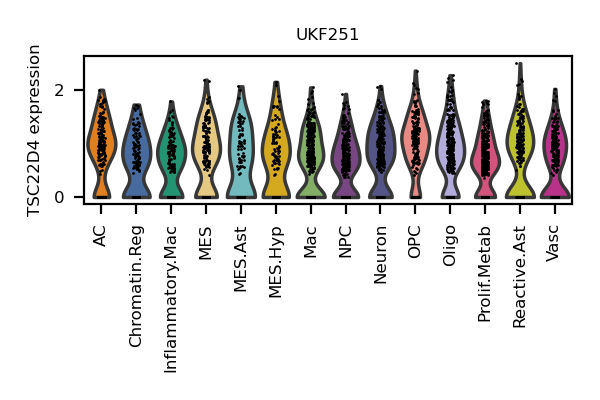 UKF251
TSC22D4 expression
2
0
AC
Chromatin.Reg
Inflammatory.Mac
MES
MES.Ast
MES.Hyp
Mac
NPC
Neuron
OPC
Oligo
Prolif.Metab
Reactive.Ast
Vasc